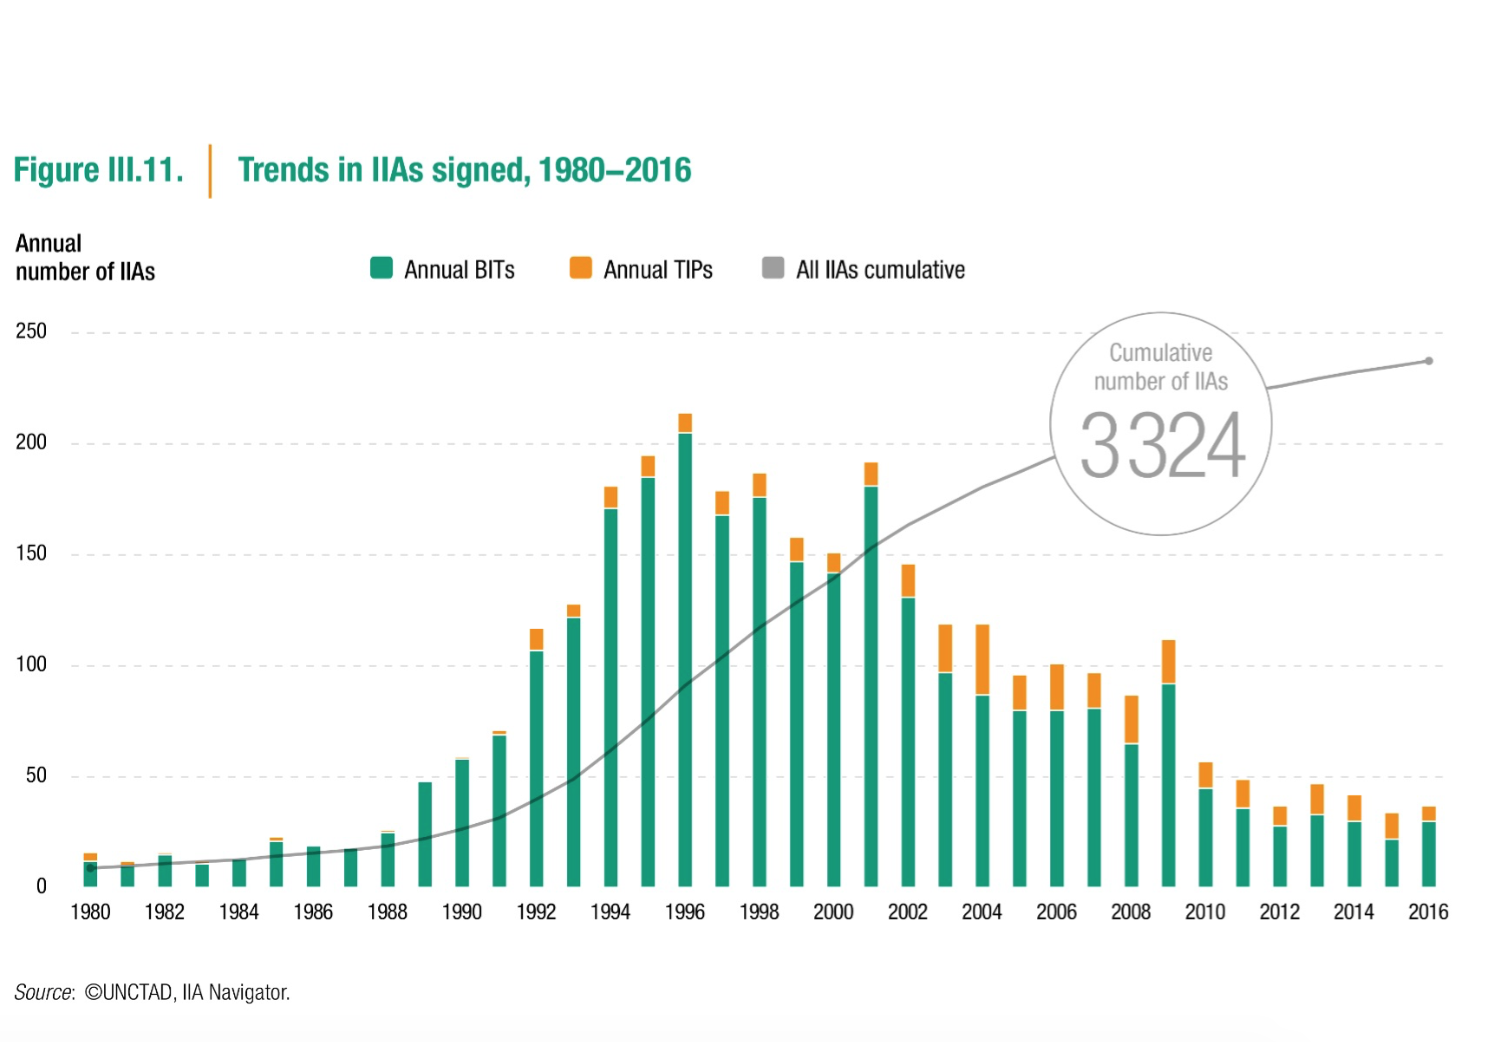 Figure III.11. Trends in IIAs signed, 1980–2016
Annual
number of IIAs
Annual BITs Annual TIPs All IIAs cumulative
250
200
150
100
50
0
Cumulative
number of IIAs
3324
1980 1982 1984 1986 1988 1990 1992 1994 1996 1998 2000 2002 2004 2006 2008 2010 2012 2014 2016
Source: ©UNCTAD, IIA Navigator.